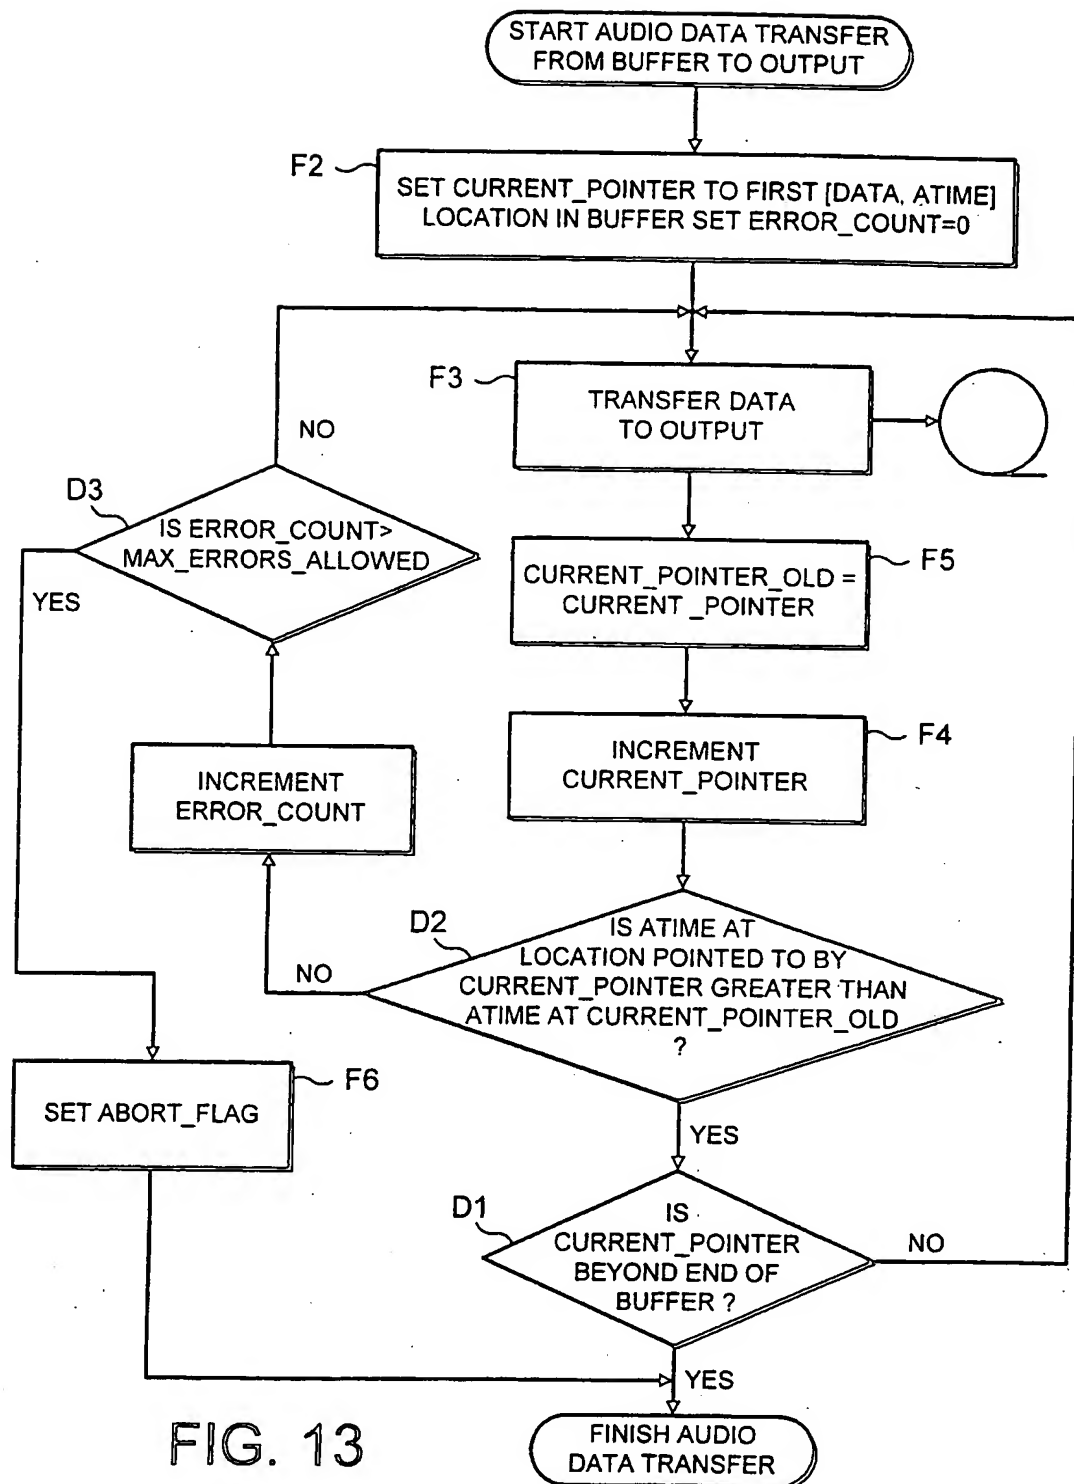 START AUDIO DATA TRANSFER
FROM BUFFER TO OUTPUT
F2
SET CURRENT_POINTER TO FIRST [DATA, ATIME]
LOCATION IN BUFFER SET ERROR_COUNT=0
F3
TRANSFER DATA
TO OUTPUT
NO
D3
IS ERROR_COUNT>
MAX_ERRORS_ALLOWED
YES
F5
CURRENT_POINTER_OLD =
CURRENT _POINTER
F4
INCREMENT
CURRENT_POINTER
INCREMENT
ERROR_COUNT
D2
IS ATIME AT
LOCATION POINTED TO BY
CURRENT_POINTER GREATER THAN
ATIME AT CURRENT_POINTER_OLD
?
NO
F6
SET ABORT_FLAG
YES
D1
IS
CURRENT_POINTER
BEYOND END OF
BUFFER ?
NO
YES
FINISH AUDIO
DATA TRANSFER
FIG. 13